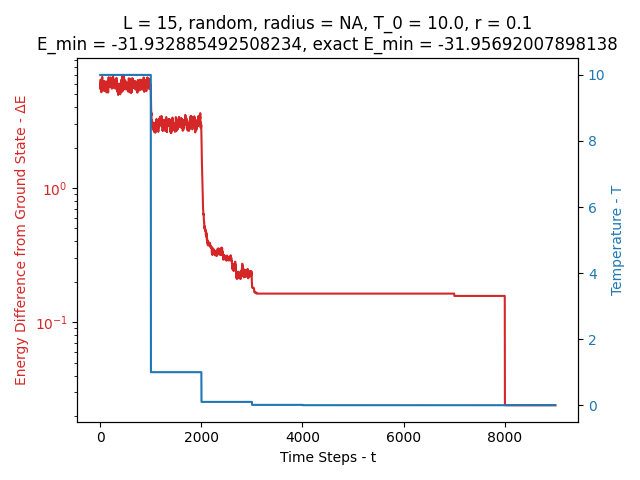 L = 15, random, radius = NA, T_0 = 10.0, r = 0.1
E_min = -31.932885492508234, exact E_min = -31.95692007898138
Energy Difference from Ground State - ΔE
10^0
10^-1
10
8
6
4
2
0
Temperature - T
0
2000
4000
6000
8000
Time Steps - t